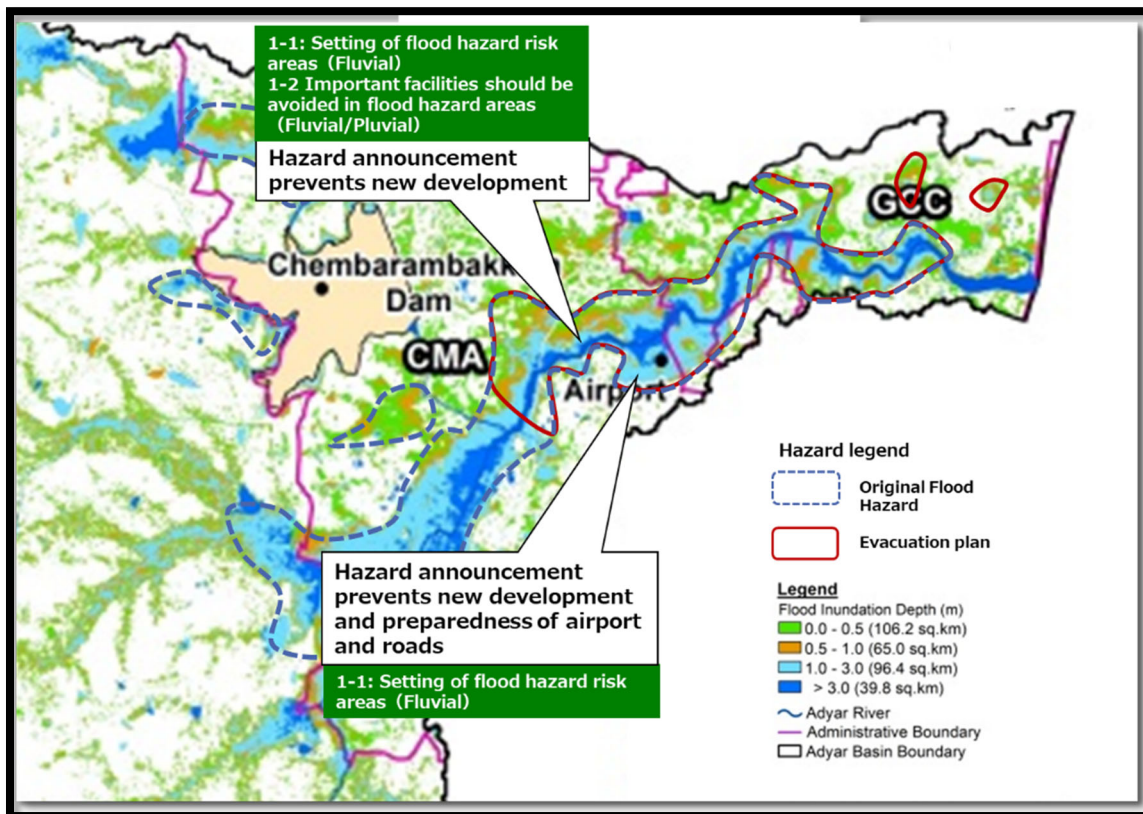 1-1: Setting of flood hazard risk
areas（Fluvial)
1-2 Important facilities should be
avoided in flood hazard areas
（Fluvial/Pluvial）
Hazard announcement
prevents new development
GCC
Chembarambakkam
Dam
CMA
Airport
Hazard legend
Original Flood
Hazard
Evacuation plan
Hazard announcement
prevents new development
and preparedness of airport
and roads
1-1: Setting of flood hazard risk
areas（Fluvial)
Legend
Flood Inundation Depth (m)
0.0 - 0.5 (106.2 sq.km)
0.5 - 1.0 (65.0 sq.km)
1.0 - 3.0 (96.4 sq.km)
> 3.0 (39.8 sq.km)
Adyar River
Administrative Boundary
Adyar Basin Boundary